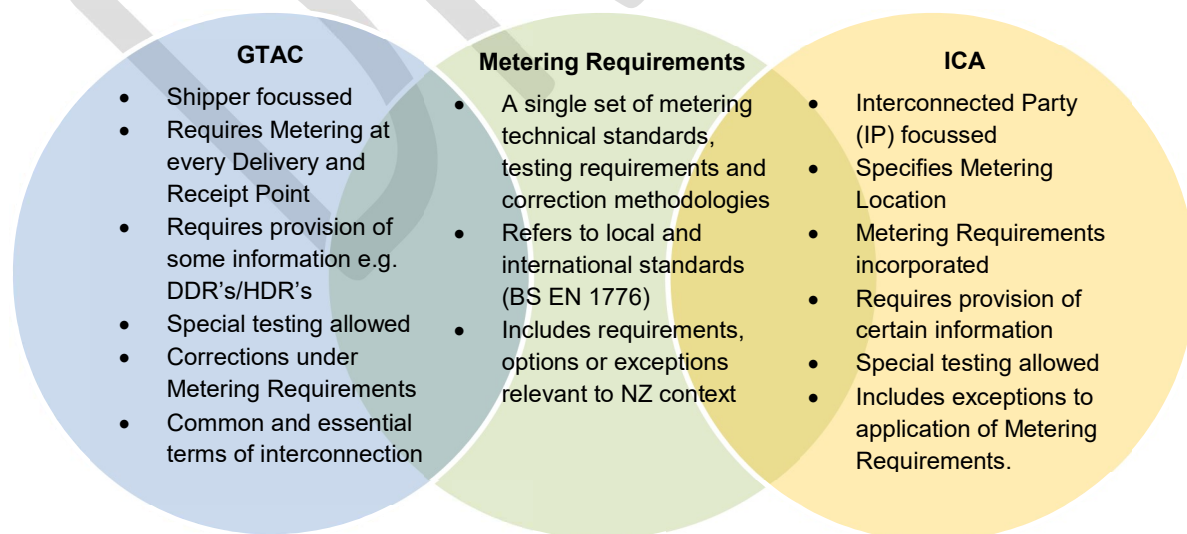 GTAC
• Shipper focussed
• Requires Metering at
every Delivery and
Receipt Point
• Requires provision of
some information e.g.
DDR's/HDR's
• Special testing allowed
• Corrections under
Metering Requirements
• Common and essential
terms of interconnection
Metering Requirements
• A single set of metering
technical standards,
testing requirements and
correction methodologies
• Refers to local and
international standards
(BS EN 1776)
• Includes requirements,
options or exceptions
relevant to NZ context
ICA
• Interconnected Party
(IP) focussed
• Specifies Metering
Location
• Metering Requirements
incorporated
• Requires provision of
certain information
• Special testing allowed
• Includes exceptions to
application of Metering
Requirements.